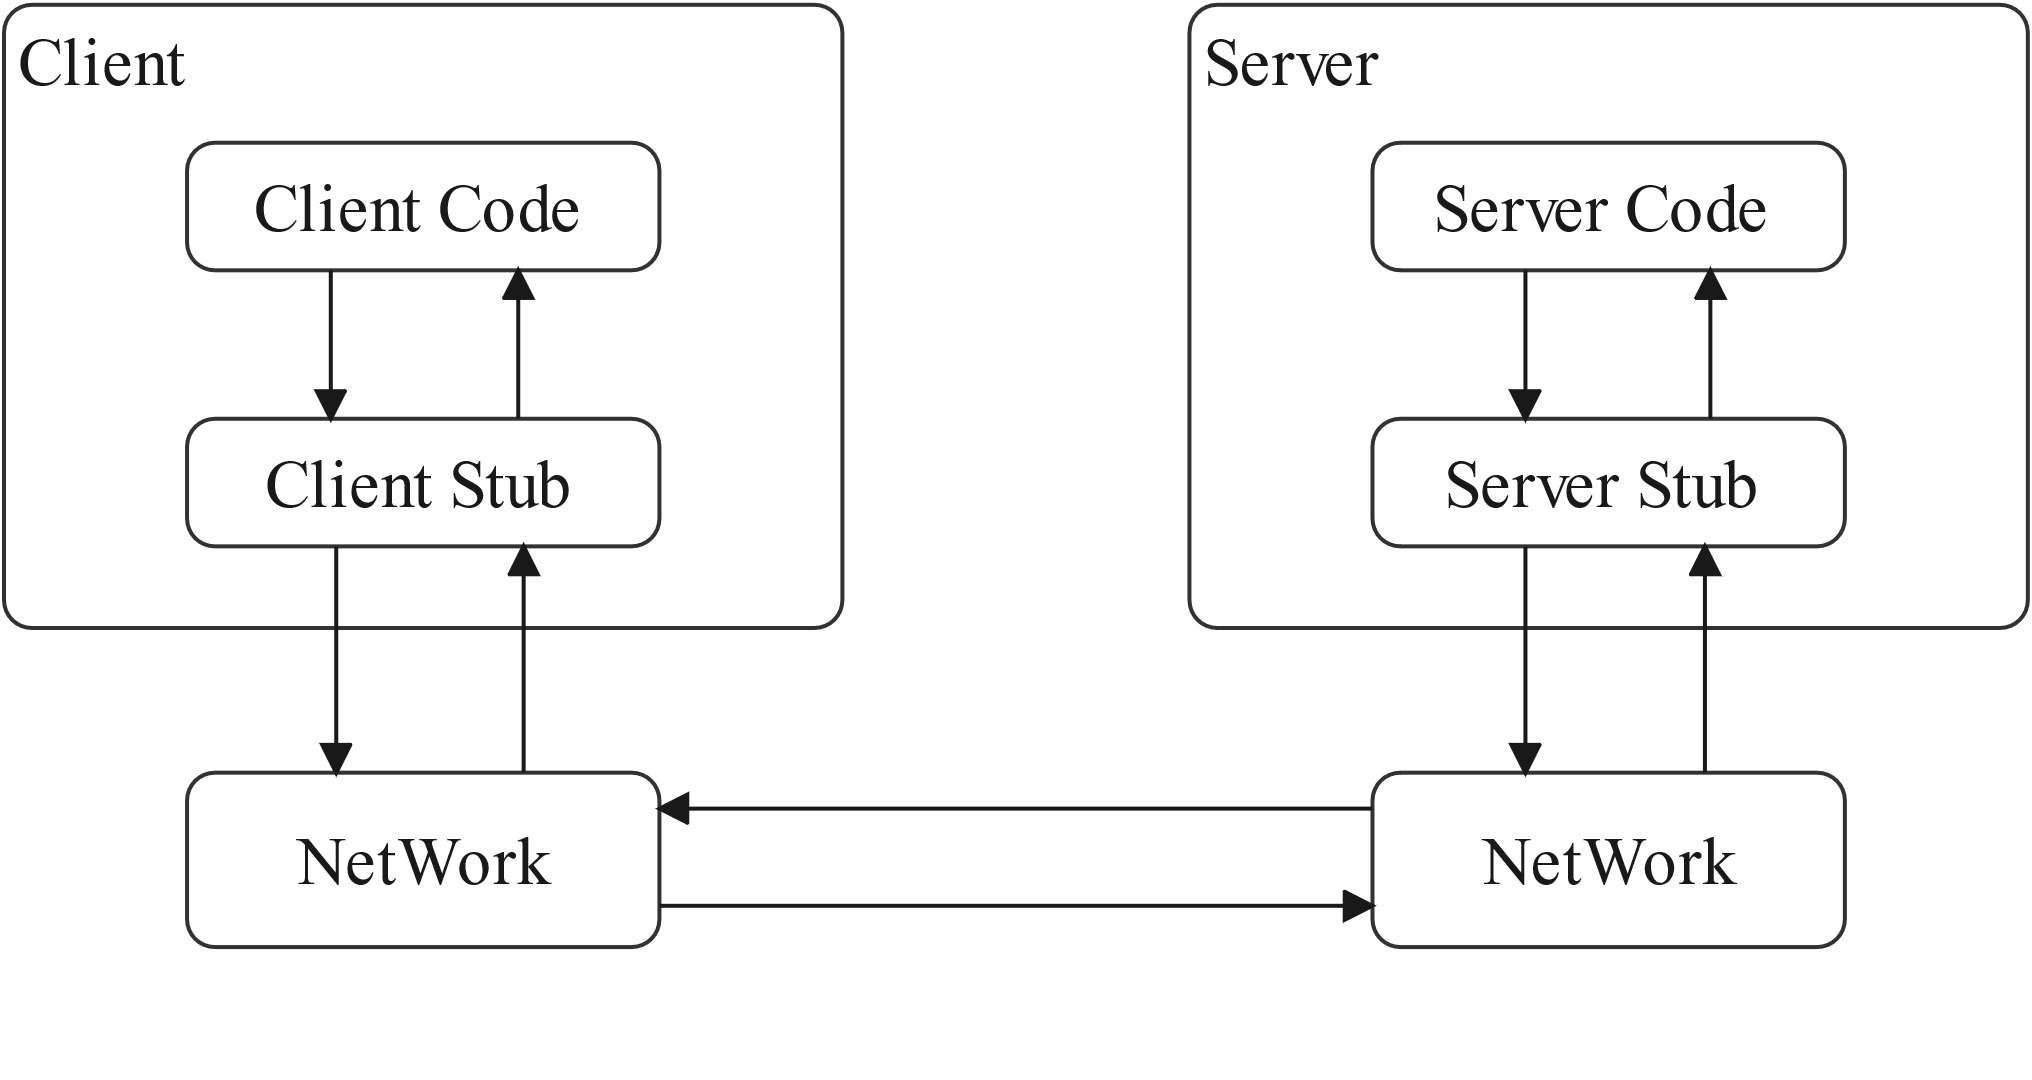 Client
Server
Client Code
Server Code
Client Stub
Server Stub
NetWork
NetWork